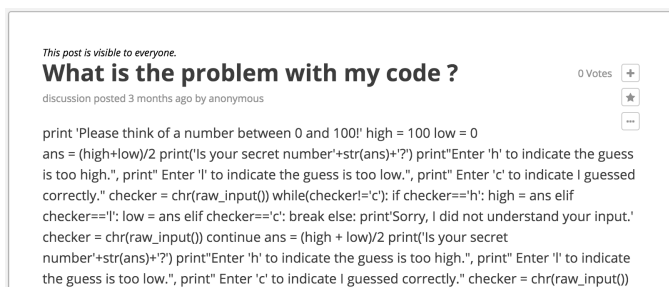 This post is visible to everyone.
What is the problem with my code ?
0 Votes
discussion posted 3 months ago by anonymous
print 'Please think of a number between 0 and 100!' high = 100 low = 0
ans = (high+low)/2 print('Is your secret number'+str(ans)+'?') print"Enter 'h' to indicate the guess
is too high.", print" Enter 'l' to indicate the guess is too low.", print" Enter 'c' to indicate I guessed
correctly." checker = chr(raw_input()) while(checker!='c'): if checker=='h': high = ans elif
checker=='l': low = ans elif checker=='c': break else: print'Sorry, I did not understand your input.'
checker = chr(raw_input()) continue ans = (high + low)/2 print('Is your secret
number'+str(ans)+'?') print"Enter 'h' to indicate the guess is too high.", print" Enter 'l' to indicate
the guess is too low.", print" Enter 'c' to indicate I guessed correctly." checker = chr(raw_input())